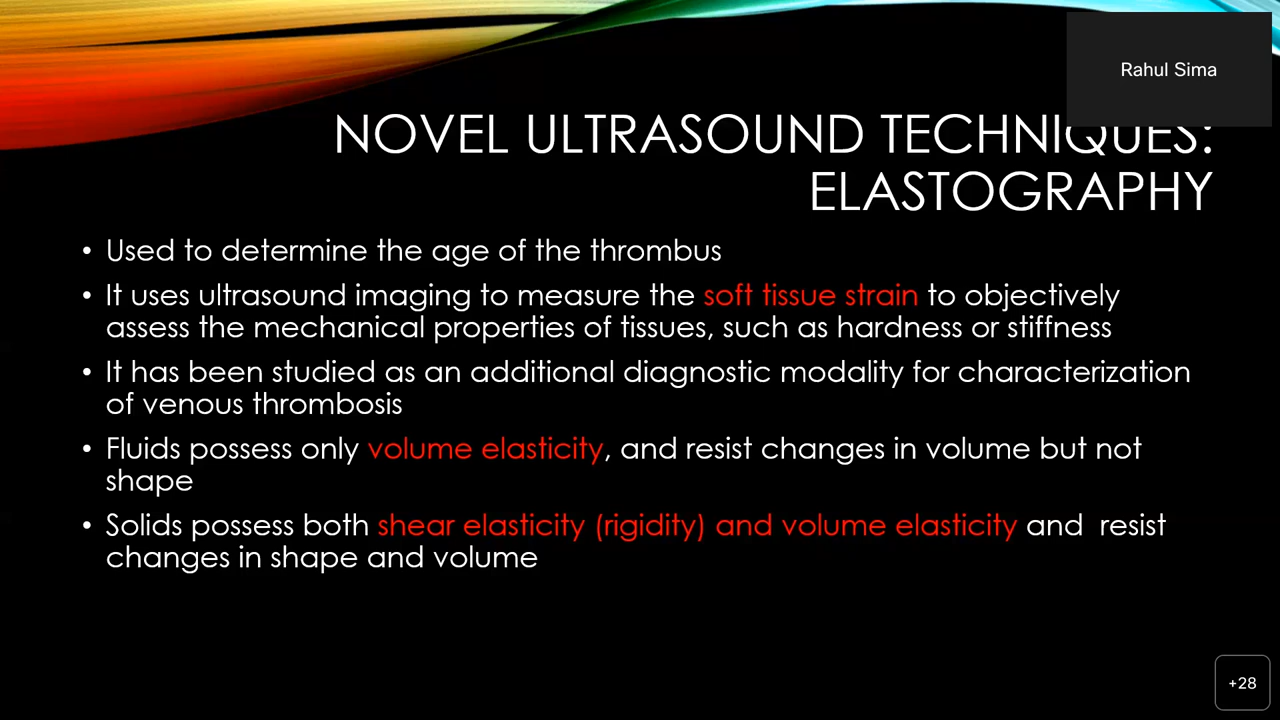 Rahul Sima
NOVEL ULTRASOUND TECHNIQUES:
ELASTOGRAPHY
• Used to determine the age of the thrombus
• It uses ultrasound imaging to measure the soft tissue strain to objectively
assess the mechanical properties of tissues, such as hardness or stiffness
• It has been studied as an additional diagnostic modality for characterization
of venous thrombosis
• Fluids possess only volume elasticity, and resist changes in volume but not
shape
• Solids possess both shear elasticity (rigidity) and volume elasticity and  resist
changes in shape and volume
+28